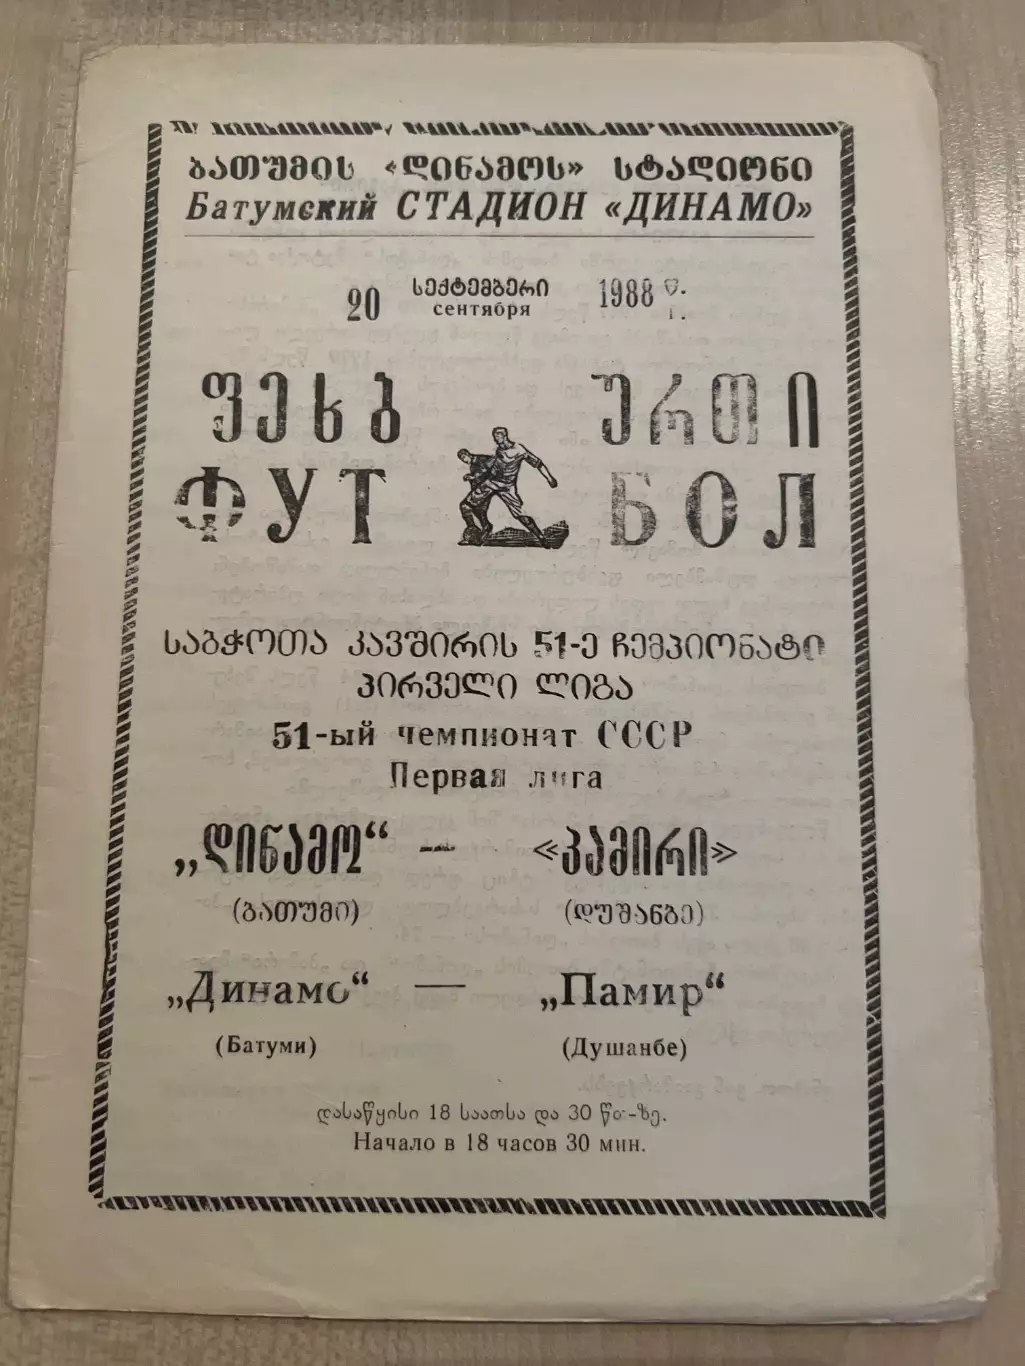 ბათუმის «დინამოს» სტადიონი
Батумский СТАДИОН «ДИНАМО»
20 სექტემბერი 1988 წ.
сентября г.
ფეხბ ურთი
ФУТ БОЛ
საბჭოთა კავშირის 51-ე ჩემპიონატი
პირველი ლიგა
51-ый чемпионат СССР
Первая лига
„დინამო“ — «პამირი»
(ბათუმი) (დუშანბე)
„Динамо“ — „Памир“
(Батуми) (Душанбе)
დასაწყისი 18 საათსა და 30 წთ-ზე.
Начало в 18 часов 30 мин.